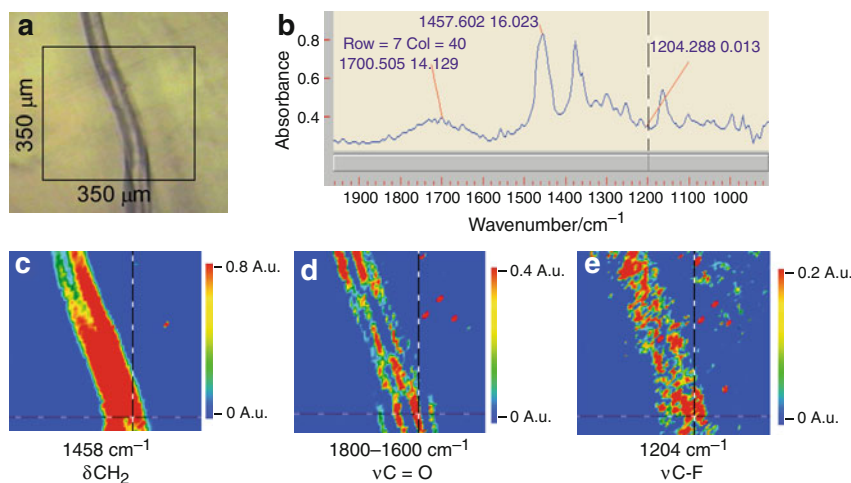 a
350 µm
350 µm
b
Absorbance
0.8
0.6
0.4
1457.602 16.023
Row = 7 Col = 40
1700.505 14.129
1204.288 0.013
1900 1800 1700 1600 1500 1400 1300 1200 1100 1000
Wavenumber/cm⁻¹
c
0.8 A.u.
0 A.u.
1458 cm⁻¹
δCH₂
d
0.4 A.u.
0 A.u.
1800–1600 cm⁻¹
νC = O
e
0.2 A.u.
0 A.u.
1204 cm⁻¹
νC-F